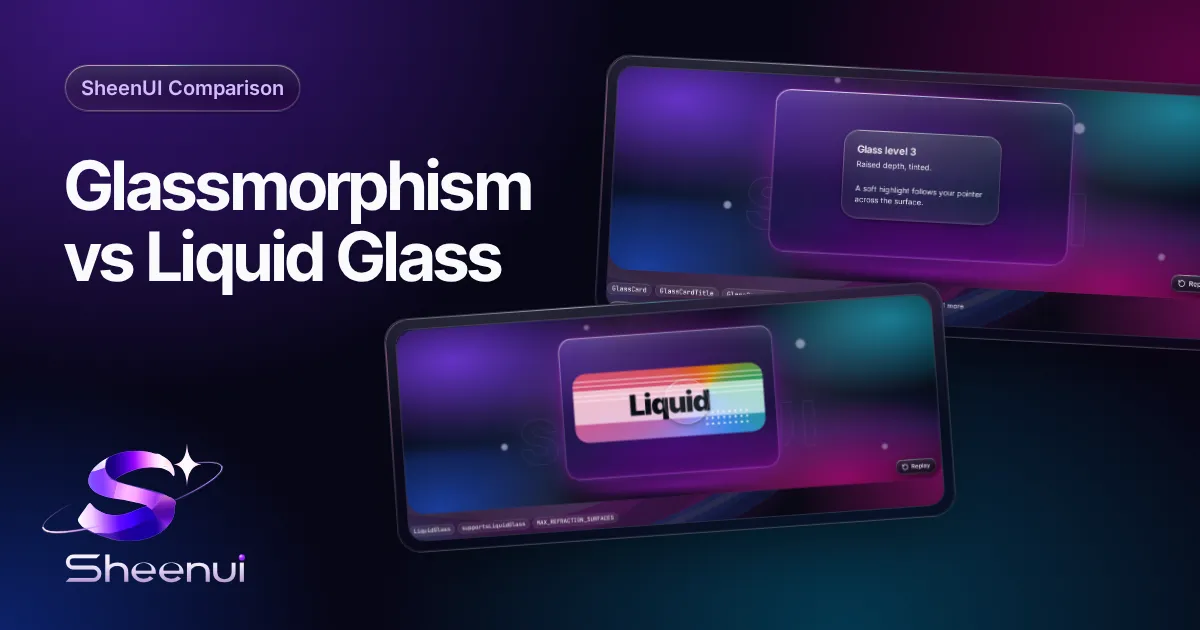 SheenUI Comparison
Glassmorphism
vs Liquid Glass
Glass level 3
Raised depth, tinted.
A soft highlight follows your pointer
across the surface.
GlassCard
GlassCardTitle
more
Liquid
Replay
LiquidGlass
supportsLiquidGlass
MAX_REFRACTION_SURFACES
Sheenui